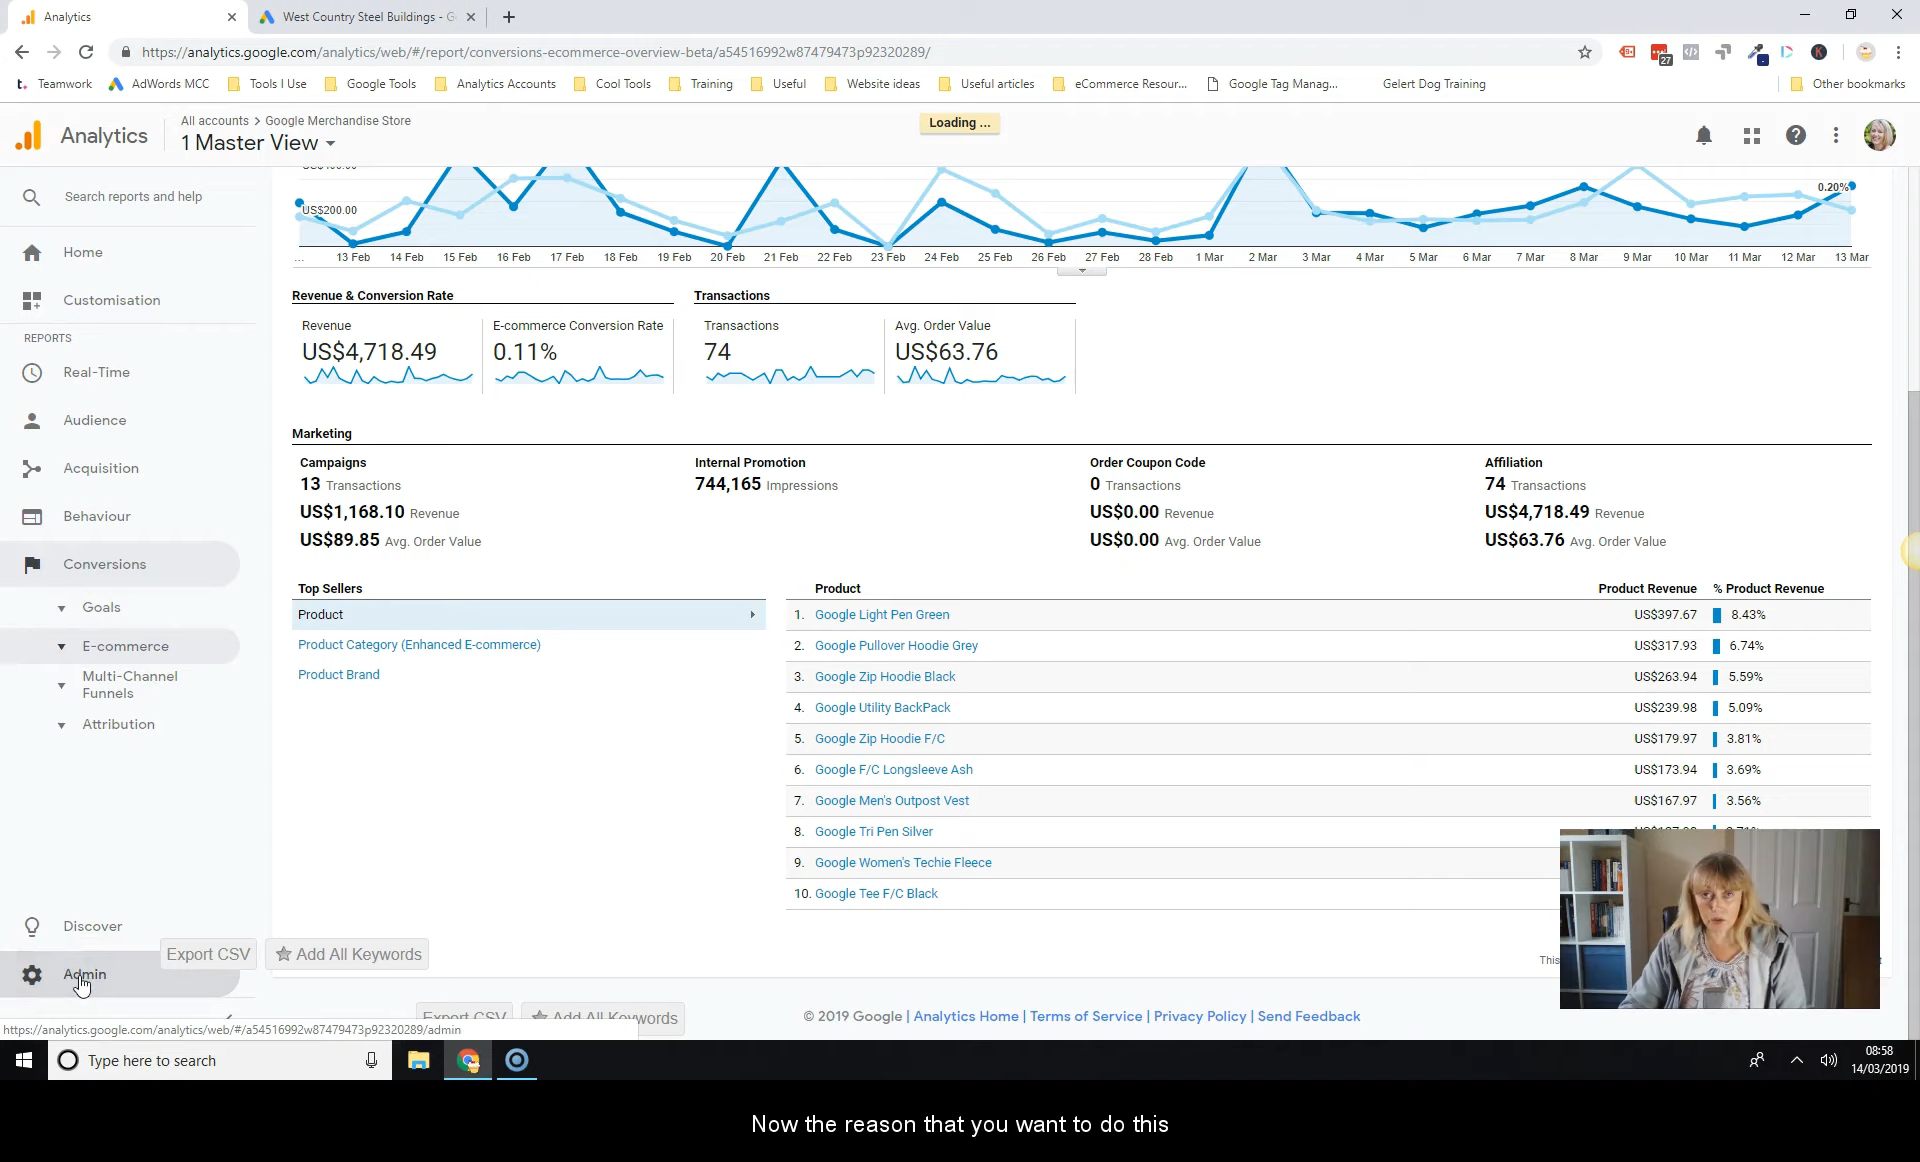 Analytics
West Country Steel Buildings - G
https://analytics.google.com/analytics/web/#/report/conversions-ecommerce-overview-beta/a54516992w87479473p92320289/
27
K
t. Teamwork
AdWords MCC
Tools I Use
Google Tools
Analytics Accounts
Cool Tools
Training
Useful
Website ideas
Useful articles
eCommerce Resour...
Google Tag Manag...
Gelert Dog Training
Other bookmarks
Analytics
All accounts > Google Merchandise Store
1 Master View
Loading ...
Search reports and help
Home
Customisation
REPORTS
Real-Time
Audience
Acquisition
Behaviour
Conversions
Goals
E-commerce
Multi-Channel
Funnels
Attribution
Discover
Admin
US$200.00
0.20%
... 13 Feb 14 Feb 15 Feb 16 Feb 17 Feb 18 Feb 19 Feb 20 Feb 21 Feb 22 Feb 23 Feb 24 Feb 25 Feb 26 Feb 27 Feb 28 Feb 1 Mar 2 Mar 3 Mar 4 Mar 5 Mar 6 Mar 7 Mar 8 Mar 9 Mar 10 Mar 11 Mar 12 Mar 13 Mar
Revenue & Conversion Rate
Revenue
US$4,718.49
E-commerce Conversion Rate
0.11%
Transactions
Transactions
74
Avg. Order Value
US$63.76
Marketing
Campaigns
13 Transactions
US$1,168.10 Revenue
US$89.85 Avg. Order Value
Internal Promotion
744,165 Impressions
Order Coupon Code
0 Transactions
US$0.00 Revenue
US$0.00 Avg. Order Value
Affiliation
74 Transactions
US$4,718.49 Revenue
US$63.76 Avg. Order Value
Top Sellers
Product
Product Category (Enhanced E-commerce)
Product Brand
Product Product Revenue % Product Revenue
1. Google Light Pen Green US$397.67 8.43%
2. Google Pullover Hoodie Grey US$317.93 6.74%
3. Google Zip Hoodie Black US$263.94 5.59%
4. Google Utility BackPack US$239.98 5.09%
5. Google Zip Hoodie F/C US$179.97 3.81%
6. Google F/C Longsleeve Ash US$173.94 3.69%
7. Google Men's Outpost Vest US$167.97 3.56%
8. Google Tri Pen Silver
9. Google Women's Techie Fleece
10. Google Tee F/C Black
This
Export CSV
Add All Keywords
Export CSV
Add All Keywords
© 2019 Google | Analytics Home | Terms of Service | Privacy Policy | Send Feedback
https://analytics.google.com/analytics/web/#/a54516992w87479473p92320289/admin
Type here to search
08:58
14/03/2019
Now the reason that you want to do this